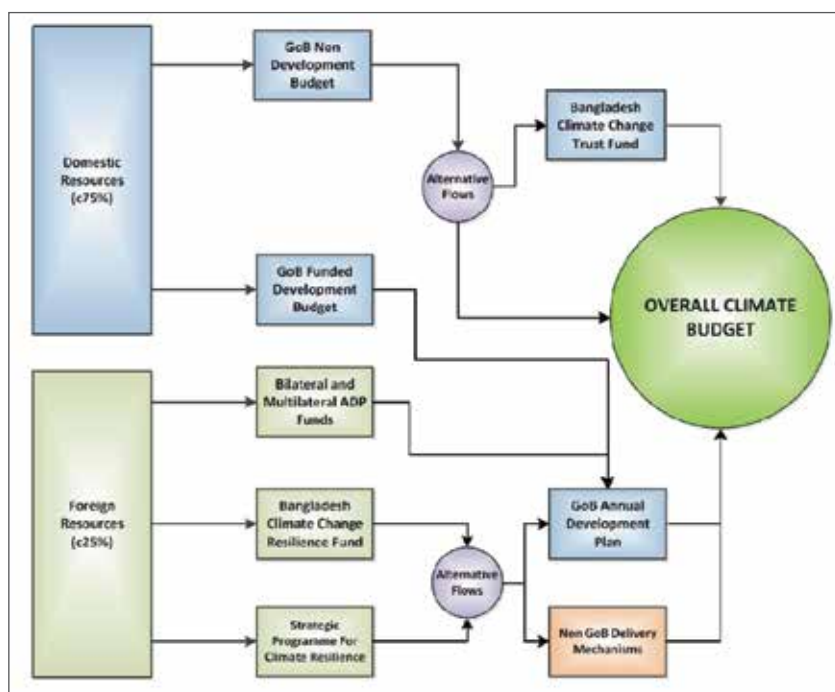 GoB Non
Development
Budget
Bangladesh
Climate Change
Trust Fund
Domestic
Resources
(c75%)
Alternative
Flows
GoB Funded
Development
Budget
OVERALL CLIMATE
BUDGET
Bilateral and
Multilateral ADP
Funds
Foreign
Resources
(c25%)
Bangladesh
Climate Change
Resilience Fund
GoB Annual
Development
Plan
Alternative
Flows
Strategic
Programme For
Climate Resilience
Non GoB Delivery
Mechanisms